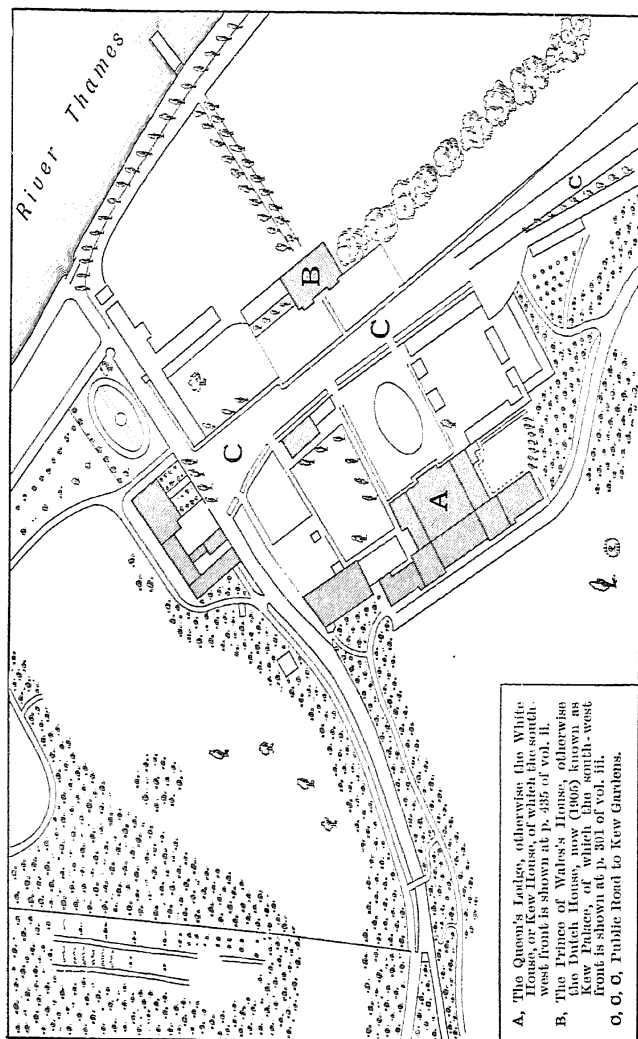 River Thames
C
B
C
C
A
A, The Queen's Lodge, otherwise the White
House, or Kew House, of which the south-
west front is shown at p. 435 of vol. ii.
B, The Prince of Wales's House, otherwise
the Dutch House, now (1905) known as
Kew Palace, of which the south-west
front is shown at p. 301 of vol. iii.
C, C, C, Public Road to Kew Gardens.